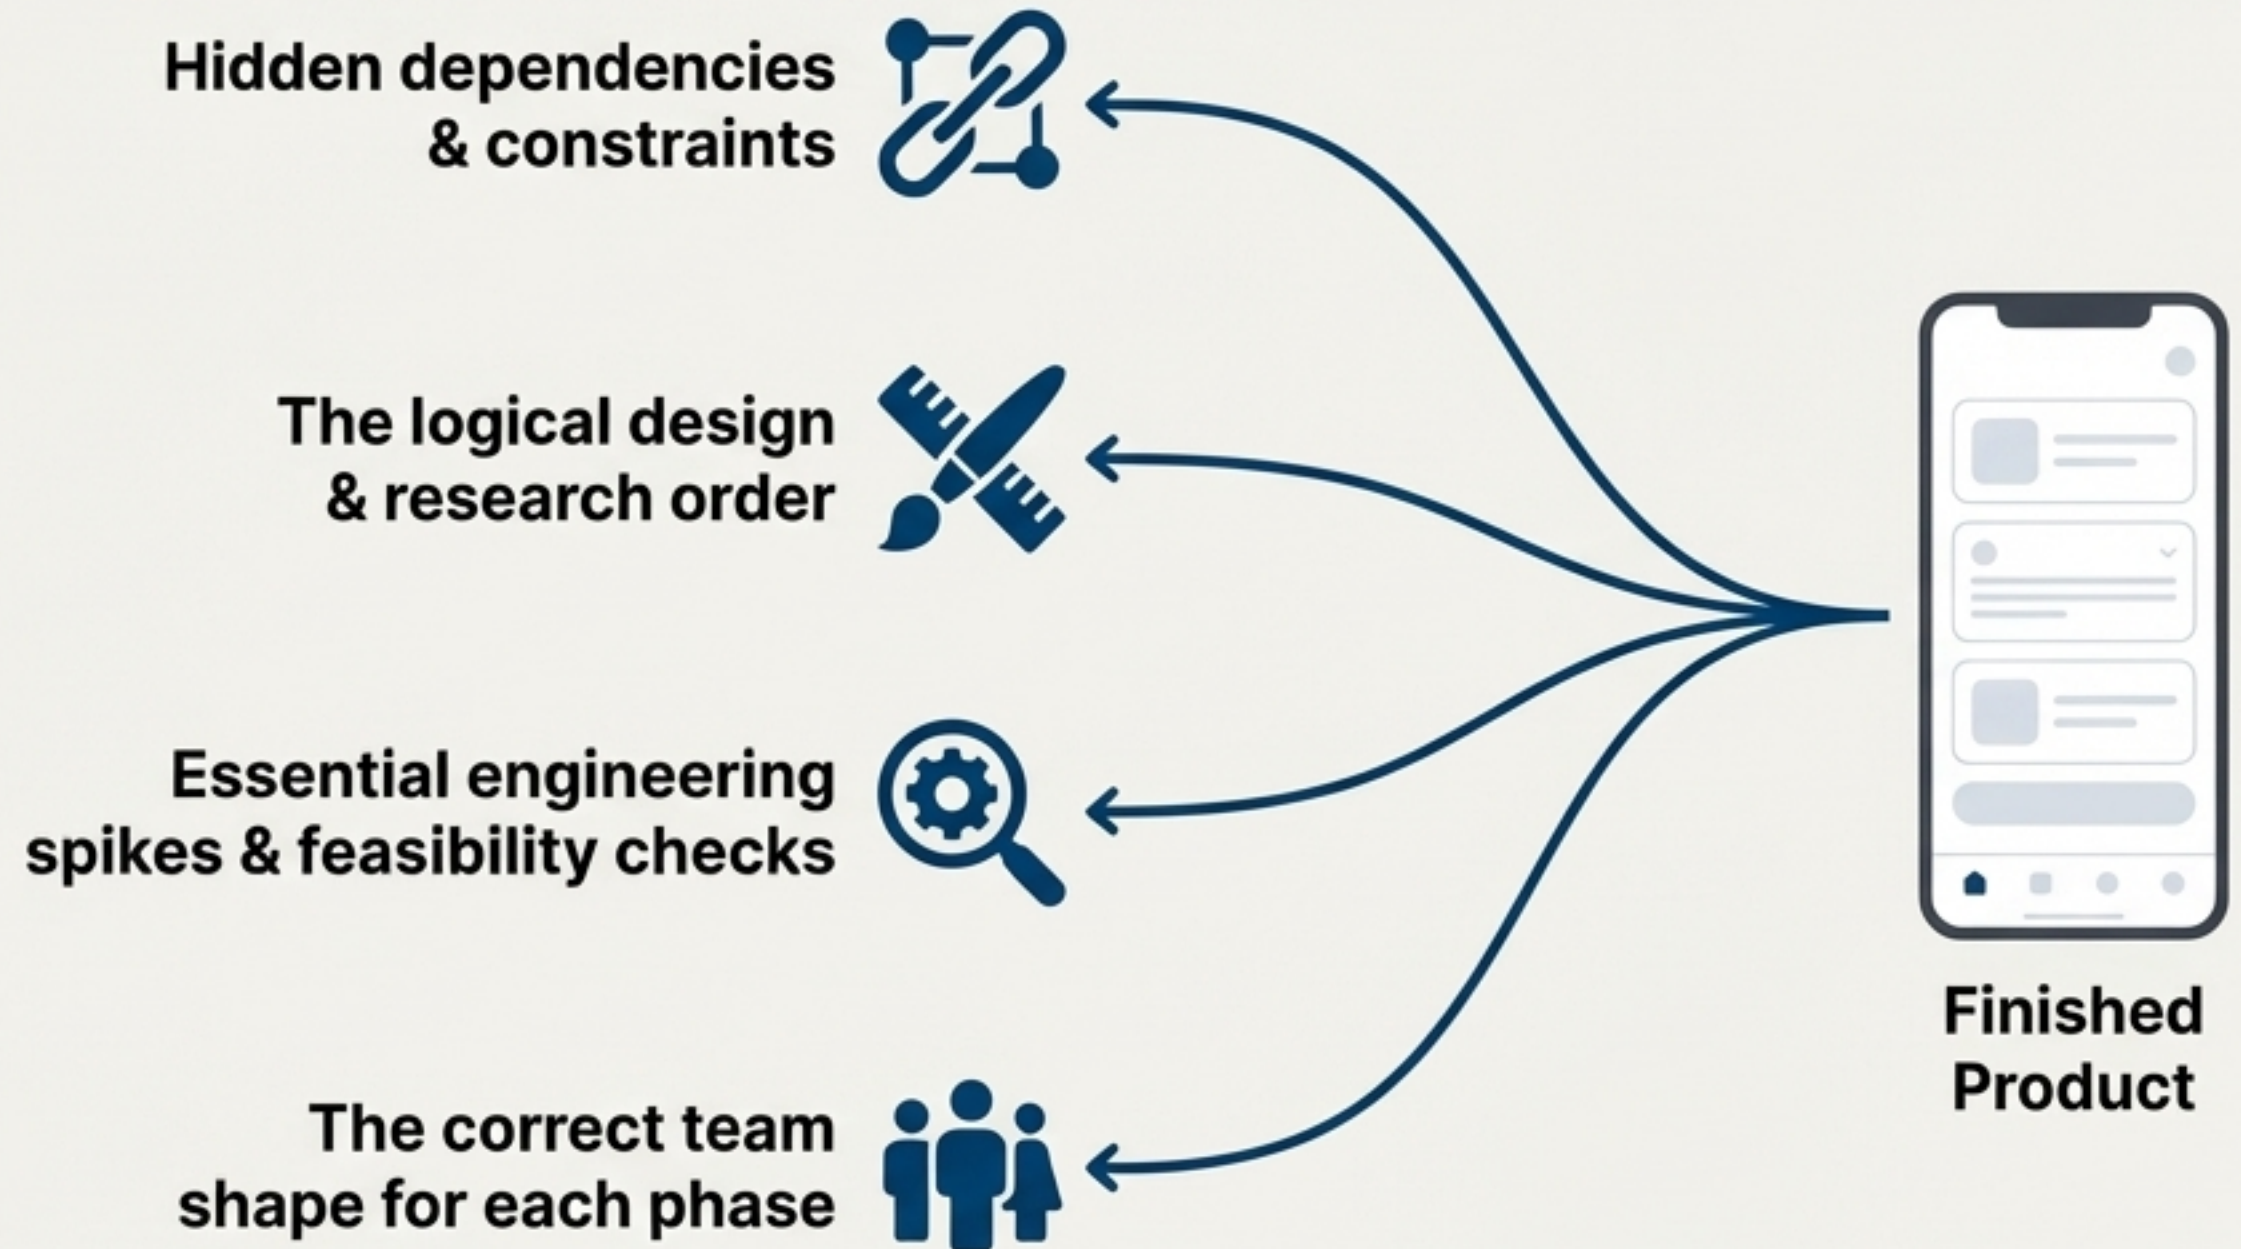 Hidden dependencies
& constraints
The logical design
& research order
Essential engineering
spikes & feasibility checks
The correct team
shape for each phase
Finished
Product